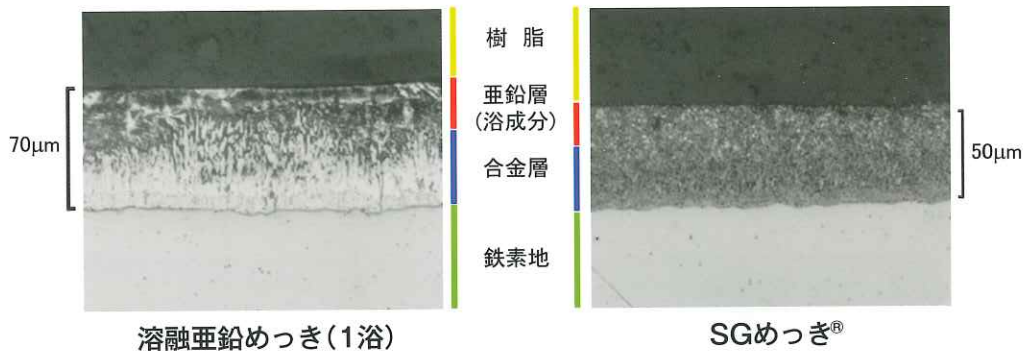 樹 脂
亜鉛層
(浴成分)
合金層
鉄素地
70μm
50μm
溶融亜鉛めっき(1浴)
SGめっき®